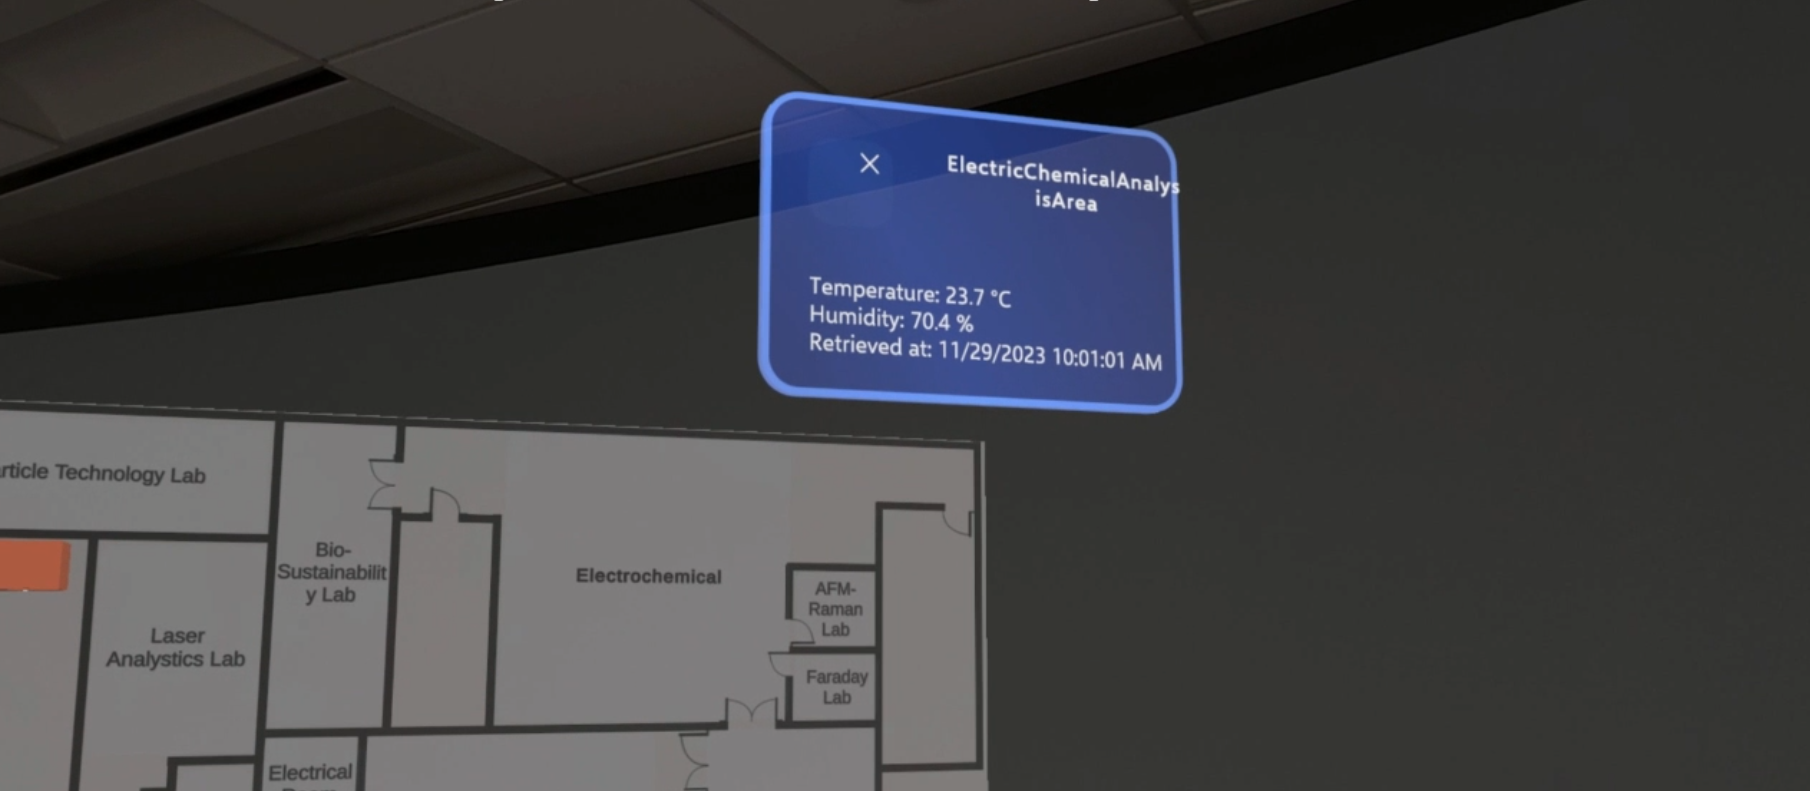 ElectricChemicalAnalys
isArea
Temperature: 23.7 °C
Humidity: 70.4 %
Retrieved at: 11/29/2023 10:01:01 AM
Technology Lab
Bio-
Sustainabilit
y Lab
Electrochemical
AFM-
Raman
Lab
Laser
Analystics Lab
Faraday
Lab
Electrical